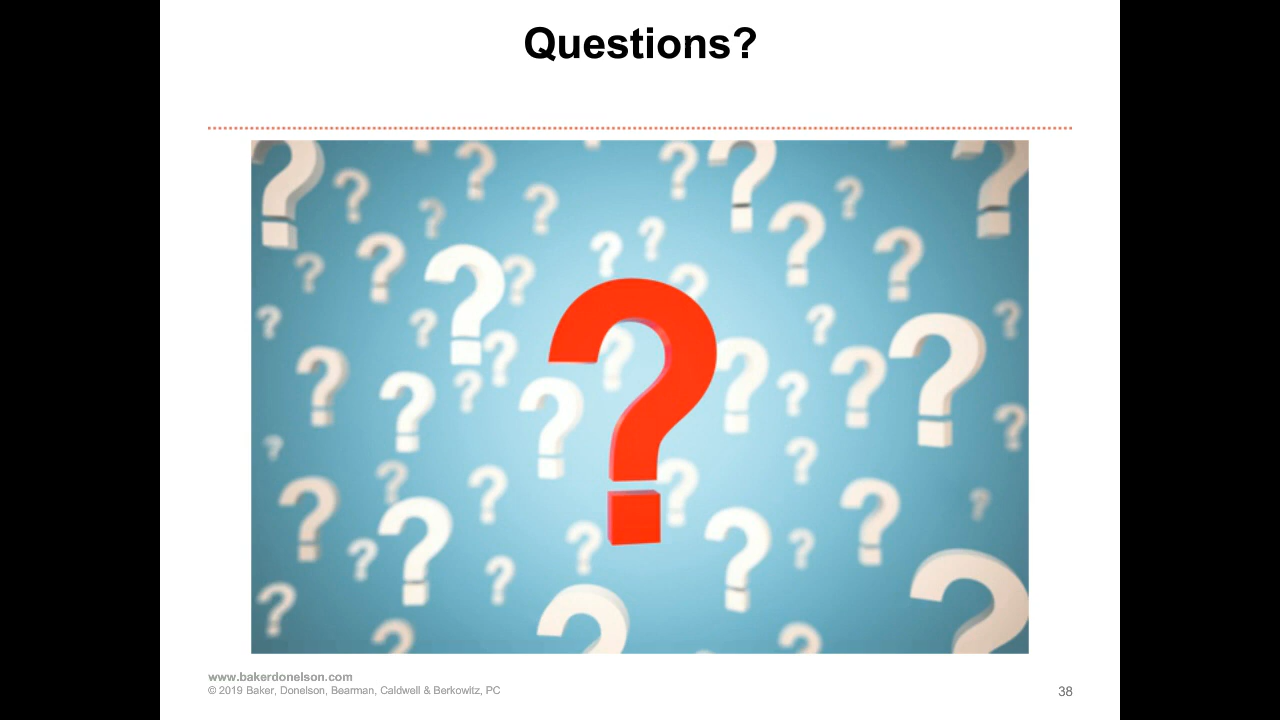 Questions?
www.bakerdonelson.com
© 2019 Baker, Donelson, Bearman, Caldwell & Berkowitz, PC
38